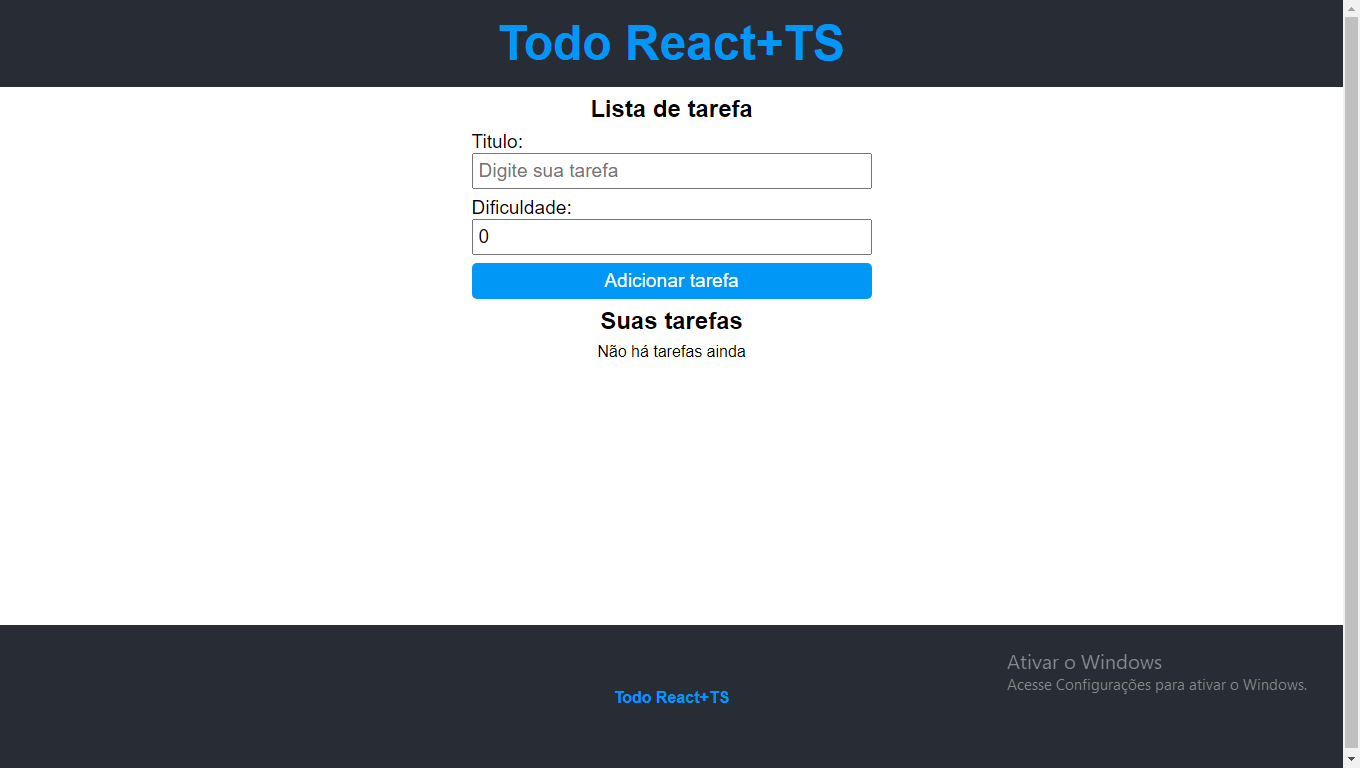 Todo React+TS
Lista de tarefa
Titulo:
Digite sua tarefa
Dificuldade:
0
Adicionar tarefa
Suas tarefas
Não há tarefas ainda
Ativar o Windows
Acesse Configurações para ativar o Windows.
Todo React+TS